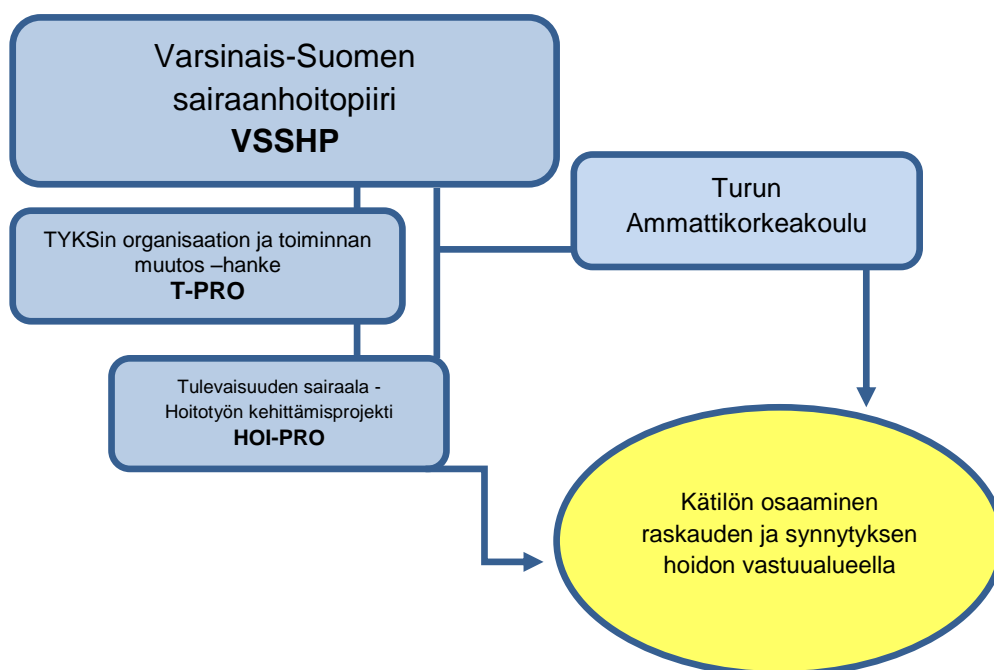 Varsinais-Suomen
sairaanhoitopiiri
VSSHP
Turun
Ammattikorkeakoulu
TYKSin organisaation ja toiminnan
muutos –hanke
T-PRO
Tulevaisuuden sairaala -
Hoitotyön kehittämisprojekti
HOI-PRO
Kätilön osaaminen
raskauden ja synnytyksen
hoidon vastuualueella